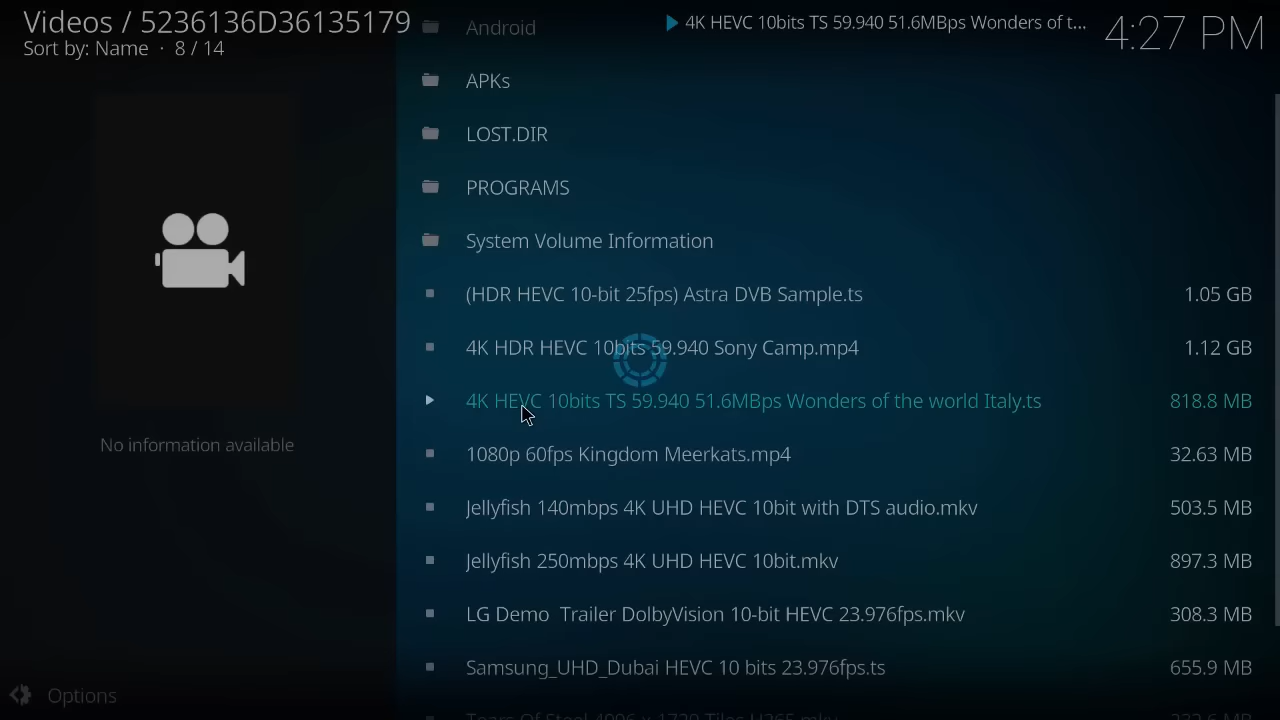 Videos / 5236136D36135179
Sort by: Name · 8 / 14
4K HEVC 10bits TS 59.940 51.6MBps Wonders of t...
4:27 PM
Android
APKs
LOST.DIR
PROGRAMS
System Volume Information
(HDR HEVC 10-bit 25fps) Astra DVB Sample.ts 1.05 GB
4K HDR HEVC 10bits 59.940 Sony Camp.mp4 1.12 GB
4K HEVC 10bits TS 59.940 51.6MBps Wonders of the world Italy.ts 818.8 MB
1080p 60fps Kingdom Meerkats.mp4 32.63 MB
Jellyfish 140mbps 4K UHD HEVC 10bit with DTS audio.mkv 503.5 MB
Jellyfish 250mbps 4K UHD HEVC 10bit.mkv 897.3 MB
LG Demo  Trailer DolbyVision 10-bit HEVC 23.976fps.mkv 308.3 MB
Samsung_UHD_Dubai HEVC 10 bits 23.976fps.ts 655.9 MB
No information available
Options